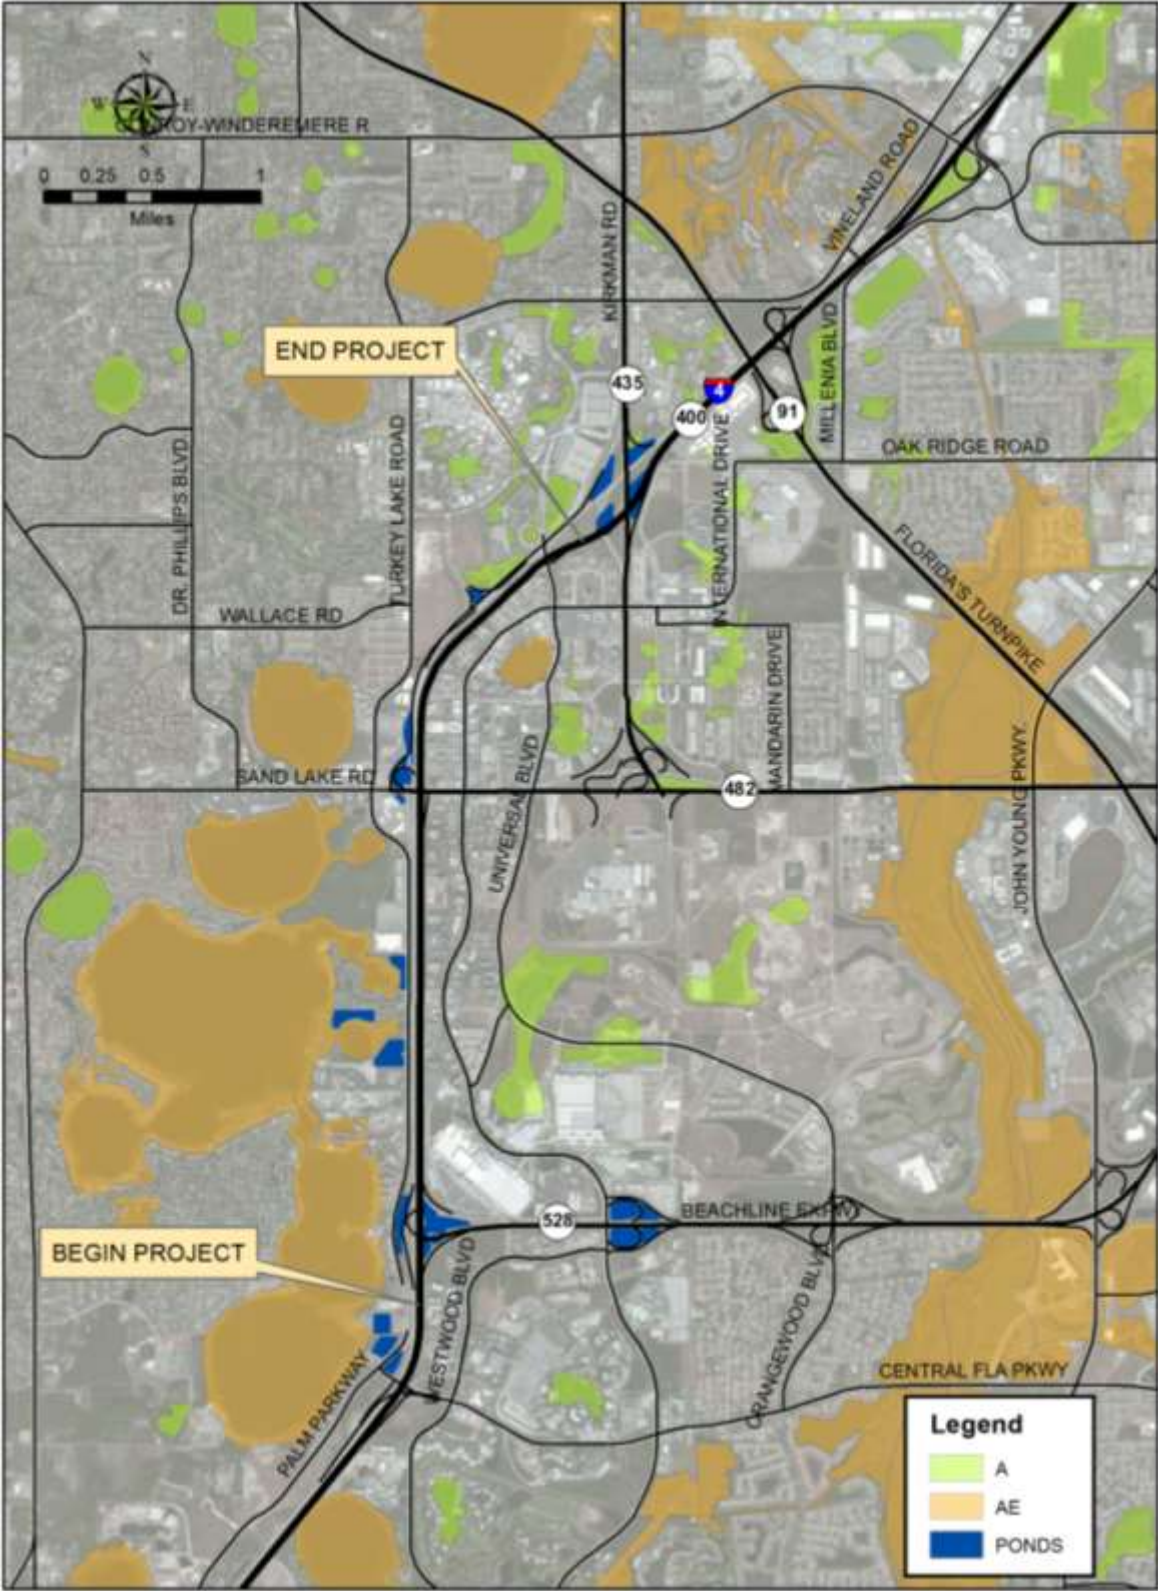 N
W E
S
CONROY-WINDEREMERE R
0 0.25 0.5 1
Miles
VINELAND ROAD
KIRKMAN RD
END PROJECT
435
4
400
91
MILLENIA BLVD
OAK RIDGE ROAD
DR. PHILLIPS BLVD
TURKEY LAKE ROAD
INTERNATIONAL DRIVE
FLORIDA'S TURNPIKE
WALLACE RD
MANDARIN DRIVE
SAND LAKE RD
482
UNIVERSAL BLVD
JOHN YOUNG PKWY.
528
BEACHLINE EXPWY
BEGIN PROJECT
WESTWOOD BLVD
ORANGEWOOD BLVD
PALM PARKWAY
CENTRAL FLA PKWY
Legend
A
AE
PONDS